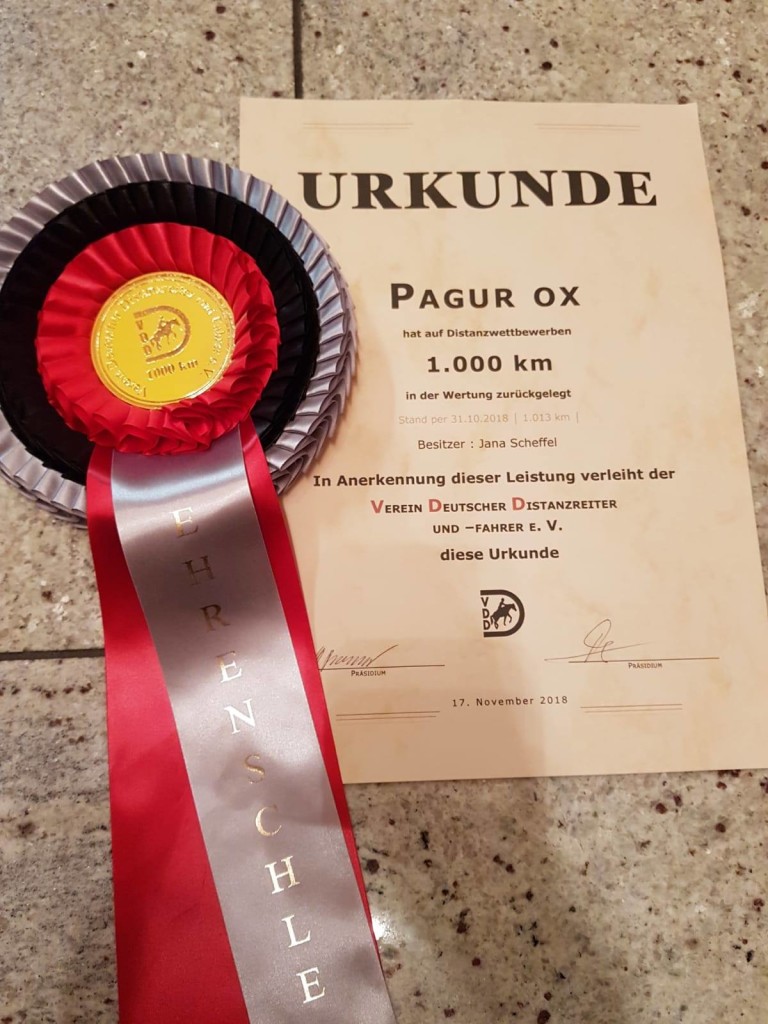 URKUNDE
PAGUR OX
hat auf Distanzwettbewerben
1.000 km
in der Wertung zurückgelegt
Stand per 31.10.2018 | 1.013 km |
Besitzer : Jana Scheffel
In Anerkennung dieser Leistung verleiht der
VEREIN DEUTSCHER DISTANZREITER
UND –FAHRER E. V.
diese Urkunde
VDD
PRÄSIDIUM
PRÄSIDIUM
17. November 2018
VDD
1000 km
EHRENSCHLE